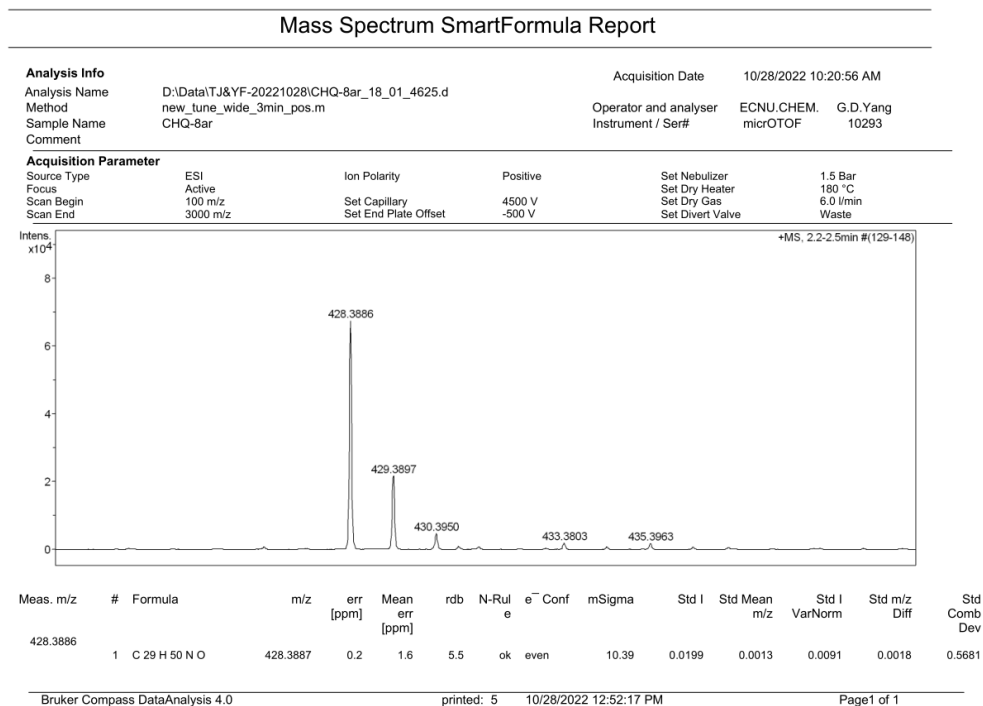 Mass Spectrum SmartFormula Report
Analysis Info
Acquisition Date 10/28/2022 10:20:56 AM
Analysis Name D:\Data\TJ&YF-20221028\CHQ-8ar_18_01_4625.d
Method new_tune_wide_3min_pos.m
Operator and analyser ECNU.CHEM. G.D.Yang
Sample Name CHQ-8ar
Instrument / Ser# micrOTOF 10293
Comment
Acquisition Parameter
Source Type ESI Ion Polarity Positive Set Nebulizer 1.5 Bar
Focus Active Set Dry Heater 180 °C
Scan Begin 100 m/z Set Capillary 4500 V Set Dry Gas 6.0 l/min
Scan End 3000 m/z Set End Plate Offset -500 V Set Divert Valve Waste
Intens.
x10⁴
+MS, 2.2-2.5min #(129-148)
8
428.3886
6
4
429.3897
2
430.3950
433.3803
435.3963
0
Meas. m/z # Formula m/z err Mean rdb N-Rul e⁻ Conf mSigma Std I Std Mean Std I Std m/z Std
[ppm] err e m/z VarNorm Diff Comb
[ppm] Dev
428.3886
1 C 29 H 50 N O 428.3887 0.2 1.6 5.5 ok even 10.39 0.0199 0.0013 0.0091 0.0018 0.5681
Bruker Compass DataAnalysis 4.0 printed: 5 10/28/2022 12:52:17 PM Page1 of 1